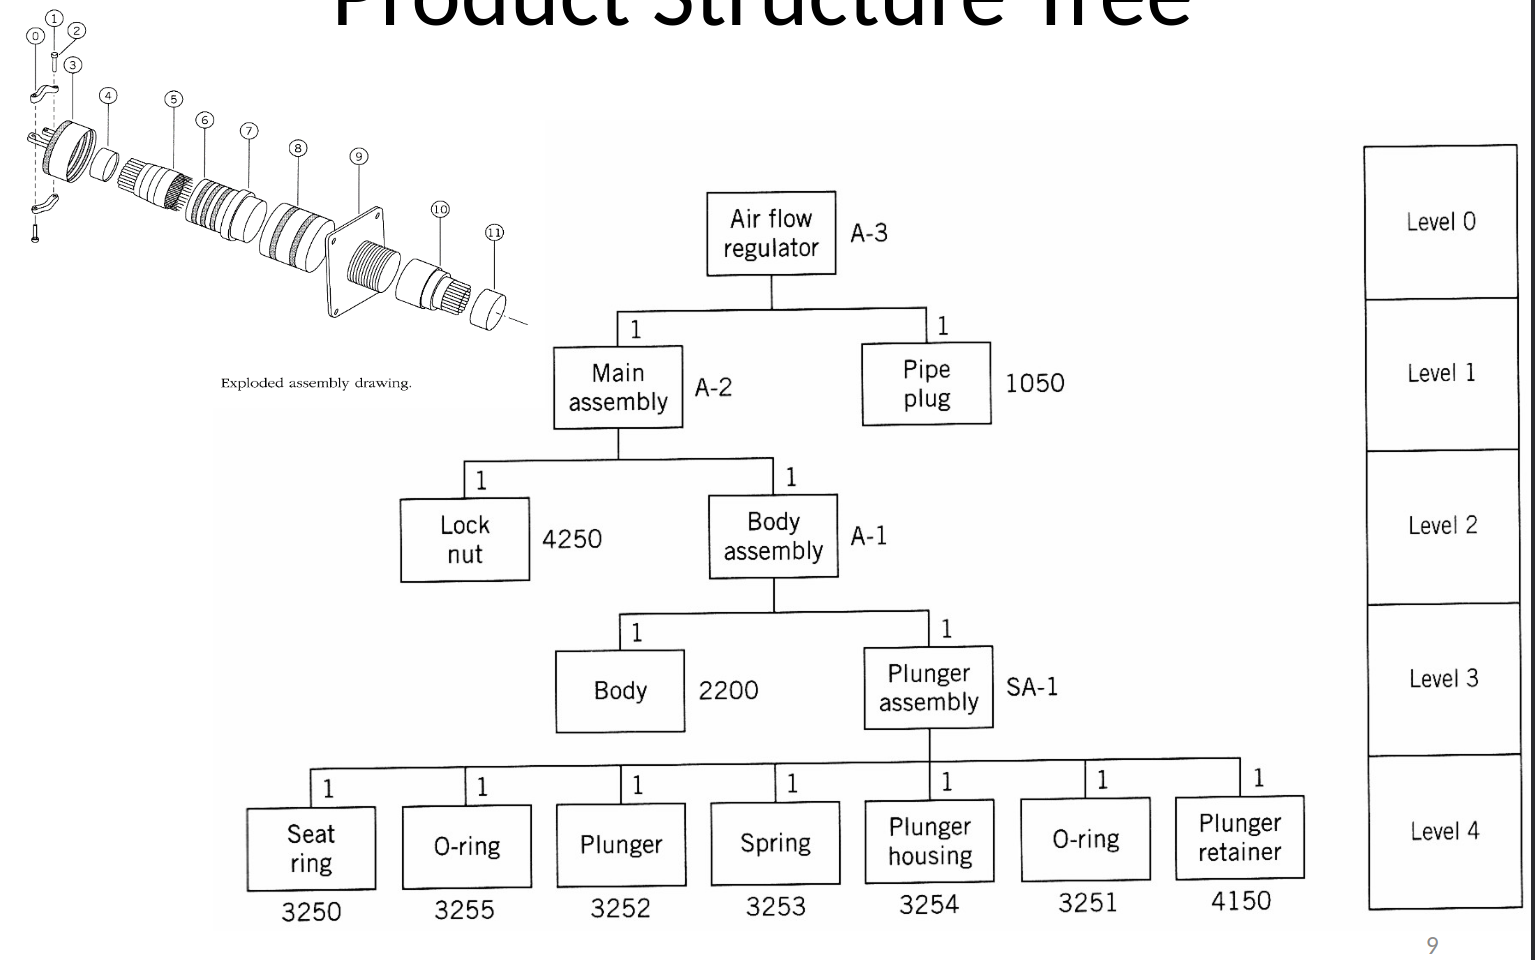 Product Structure Tree
0
1
2
3
4
5
6
7
8
9
10
11
Exploded assembly drawing.
Air flow
regulator
A-3
1
1
Main
assembly
A-2
Pipe
plug
1050
1
1
Lock
nut
4250
Body
assembly
A-1
1
1
Body
2200
Plunger
assembly
SA-1
1
1
1
1
1
1
1
Seat
ring
O-ring
Plunger
Spring
Plunger
housing
O-ring
Plunger
retainer
3250
3255
3252
3253
3254
3251
4150
Level 0
Level 1
Level 2
Level 3
Level 4
9